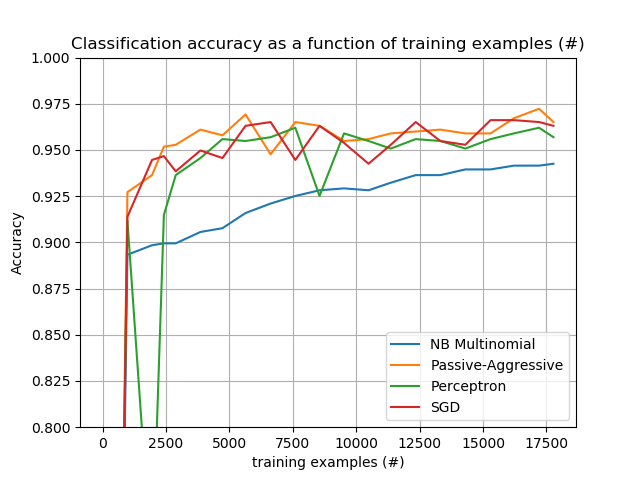 Classification accuracy as a function of training examples (#)
1.000
0.975
0.950
0.925
0.900
0.875
0.850
0.825
0.800
Accuracy
NB Multinomial
Passive-Aggressive
Perceptron
SGD
0 2500 5000 7500 10000 12500 15000 17500
training examples (#)